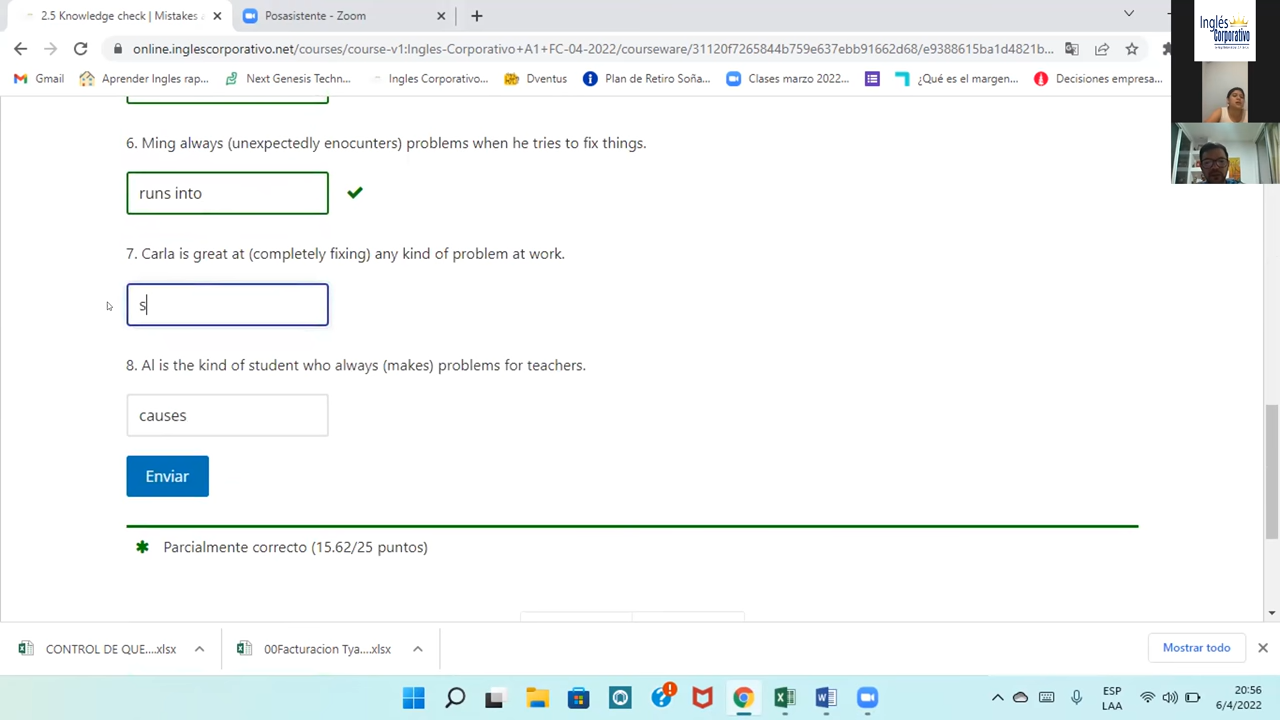 2.5 Knowledge check | Mistakes
Posasistente - Zoom
online.inglescorporativo.net/courses/course-v1:Ingles-Corporativo+A1+FC-04-2022/courseware/31120f7265844b759e637ebb91662d68/e9388615ba1d4821b...
Gmail
Aprender Ingles rap...
Next Genesis Techn...
Ingles Corporativo...
Dventus
Plan de Retiro Soña...
Clases marzo 2022...
¿Qué es el margen...
Decisiones empresa...
Inglés
Corporativo
6. Ming always (unexpectedly enocunters) problems when he tries to fix things.
runs into
7. Carla is great at (completely fixing) any kind of problem at work.
s
8. Al is the kind of student who always (makes) problems for teachers.
causes
Enviar
Parcialmente correcto (15.62/25 puntos)
CONTROL DE QUE....xlsx
00Facturacion Tya....xlsx
Mostrar todo
ESP
LAA
20:56
6/4/2022